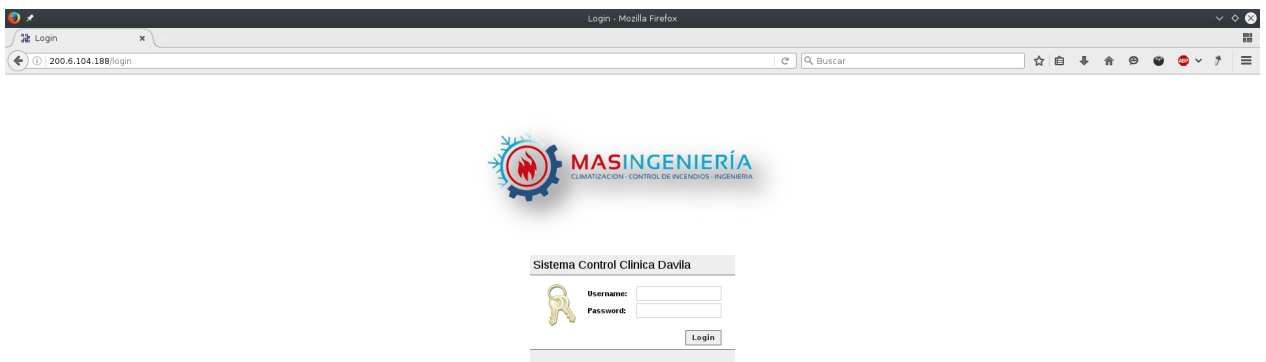 Login - Mozilla Firefox
Login
200.6.104.188/login
Buscar
ABP
MASINGENIERÍA
CLIMATIZACION - CONTROL DE INCENDIOS - INGENIERIA
Sistema Control Clinica Davila
Username:
Password:
Login